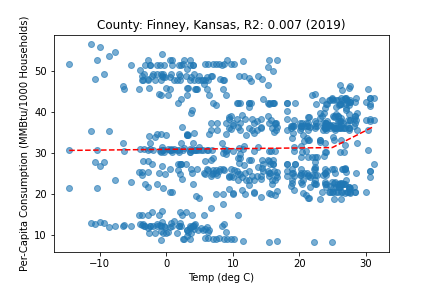 County: Finney, Kansas, R2: 0.007 (2019)
Per-Capita Consumption (MMBtu/1000 Households)
50
40
30
20
10
−10 0 10 20 30
Temp (deg C)